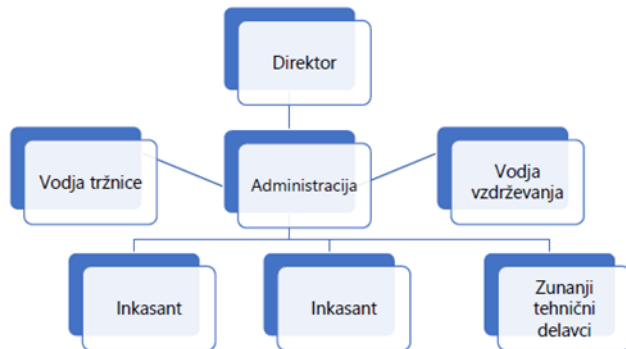 Direktor
Vodja tržnice
Administracija
Vodja
vzdrževanja
Inkasant
Inkasant
Zunanji
tehnični
delavci